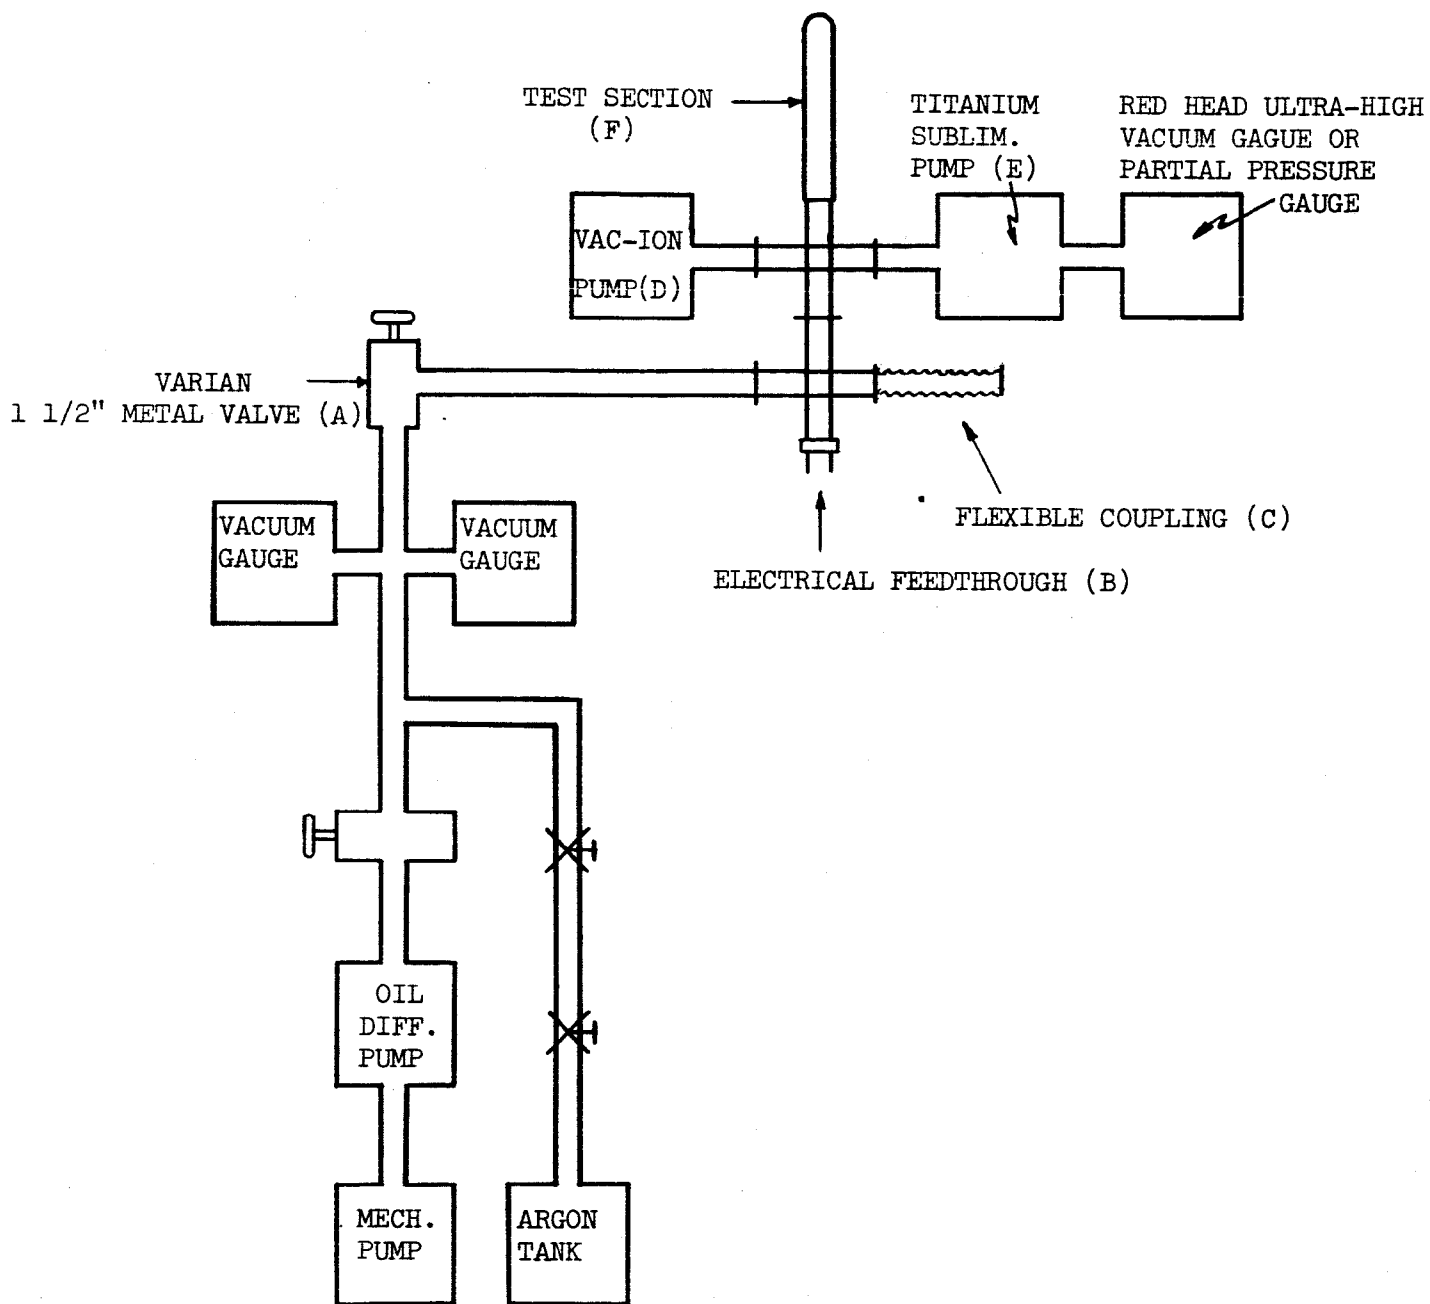 TEST SECTION
(F)
TITANIUM
SUBLIM.
PUMP (E)
RED HEAD ULTRA-HIGH
VACUUM GAGUE OR
PARTIAL PRESSURE
GAUGE
VAC-ION
PUMP(D)
VARIAN
1 1/2" METAL VALVE (A)
FLEXIBLE COUPLING (C)
ELECTRICAL FEEDTHROUGH (B)
VACUUM
GAUGE
VACUUM
GAUGE
OIL
DIFF.
PUMP
MECH.
PUMP
ARGON
TANK